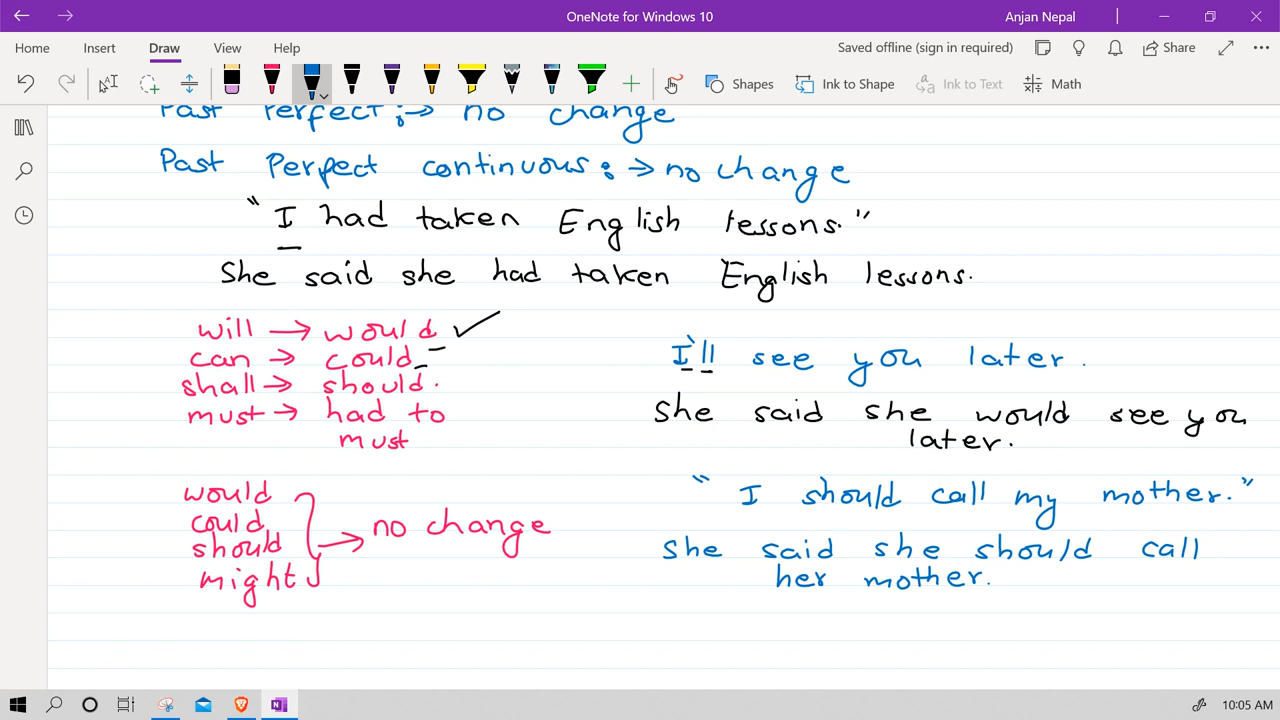 OneNote for Windows 10
Anjan Nepal
Home Insert Draw View Help
Saved offline (sign in required)
Share
Shapes
Ink to Shape
Ink to Text
Math
Past Perfect :→ no change
Past Perfect continuous :→ no change
"I had taken English lessons."
She said she had taken English lessons.
will → would ✓
can → could
shall → should.
must → had to
must
I'll see you later.
She said she would see you
later.
would
could
should
might
→ no change
"I should call my mother."
She said she should call
her mother.
10:05 AM